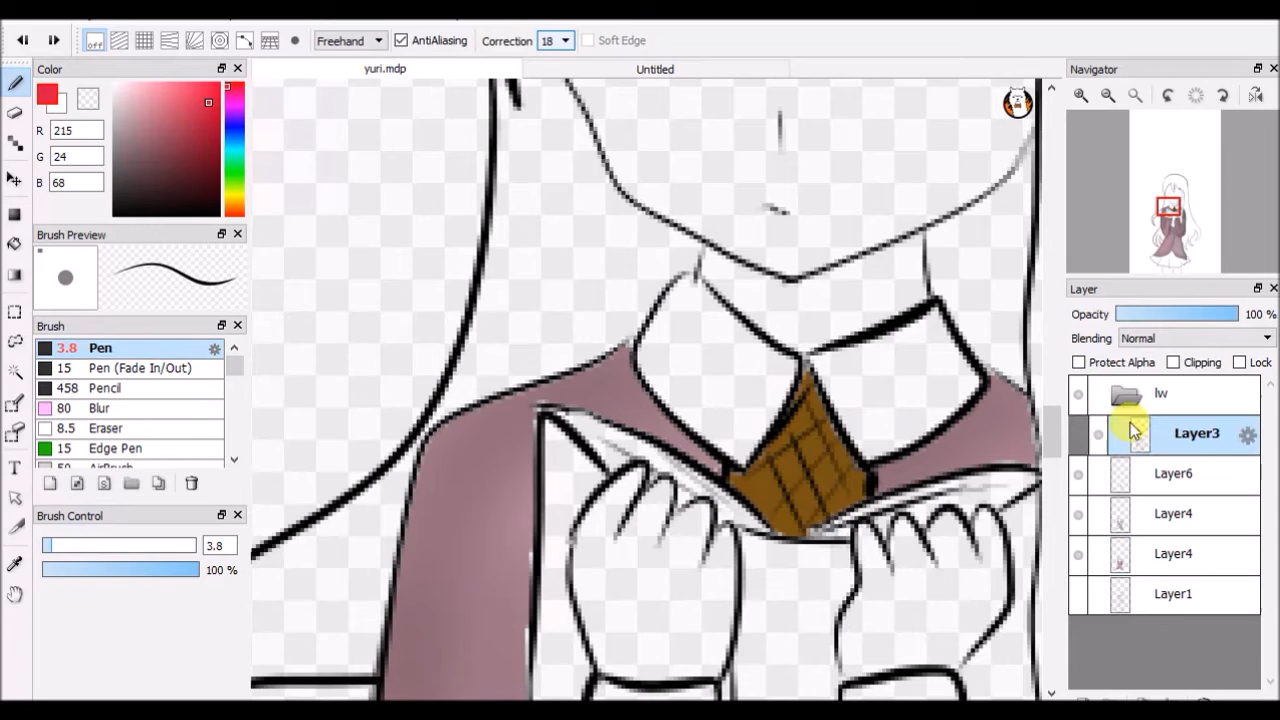 Freehand AntiAliasing Correction 18 Soft Edge
Color
yuri.mdp Untitled
Navigator
R 215
G 24
B 68
Brush Preview
Layer
Opacity 100 %
Blending Normal
Protect Alpha Clipping Lock
Brush
3.8 Pen
15 Pen (Fade In/Out)
458 Pencil
80 Blur
8.5 Eraser
15 Edge Pen
50 AirBrush
lw
Layer3
Layer6
Layer4
Layer4
Layer1
Brush Control
3.8
100 %
T